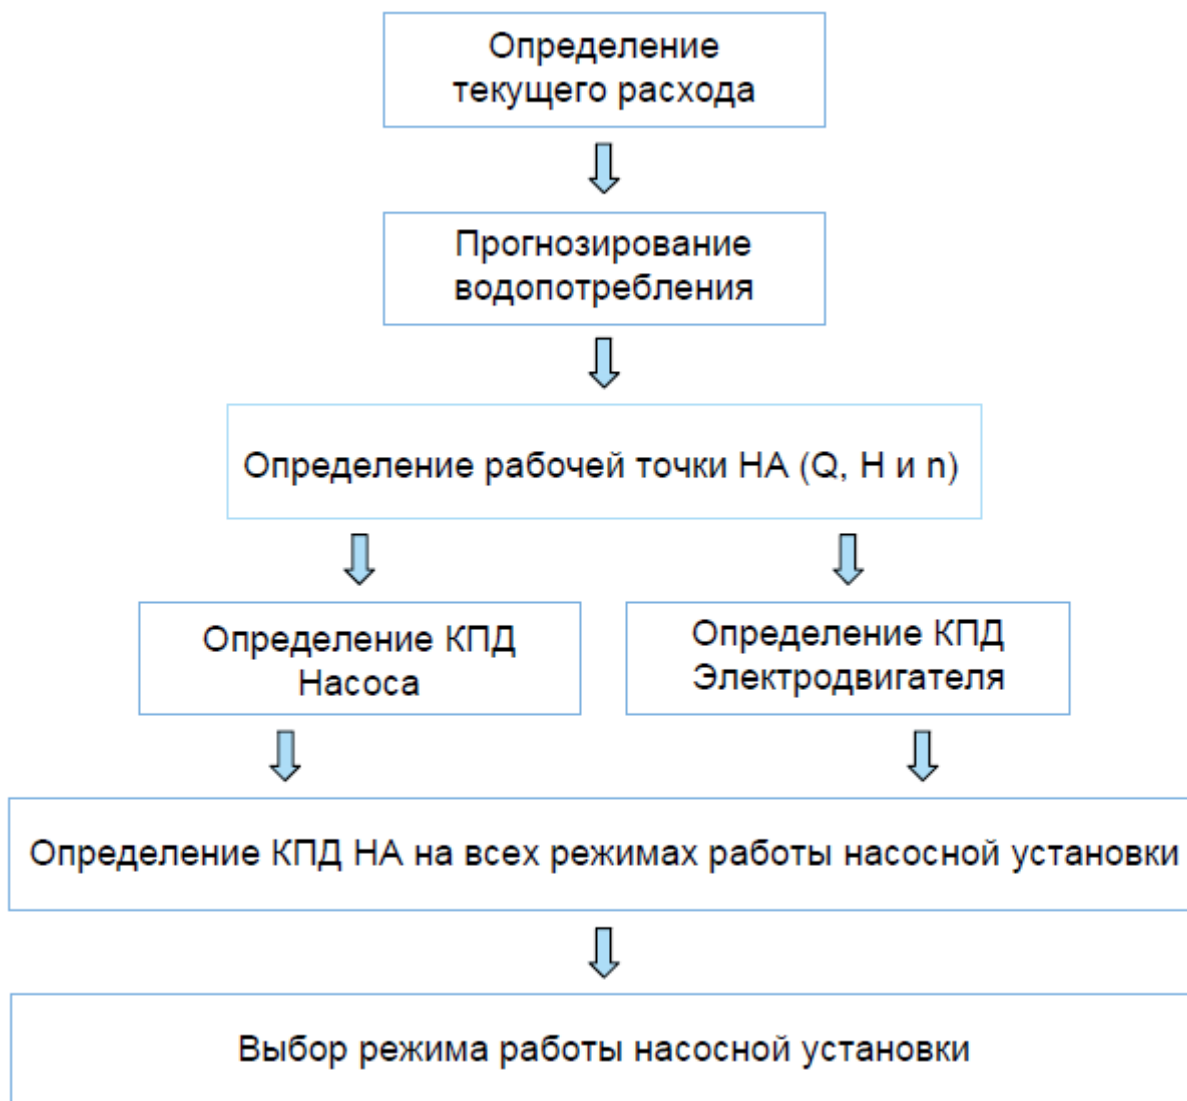 Определение
текущего расхода
Прогнозирование
водопотребления
Определение рабочей точки НА (Q, H и n)
Определение КПД
Насоса
Определение КПД
Электродвигателя
Определение КПД НА на всех режимах работы насосной установки
Выбор режима работы насосной установки